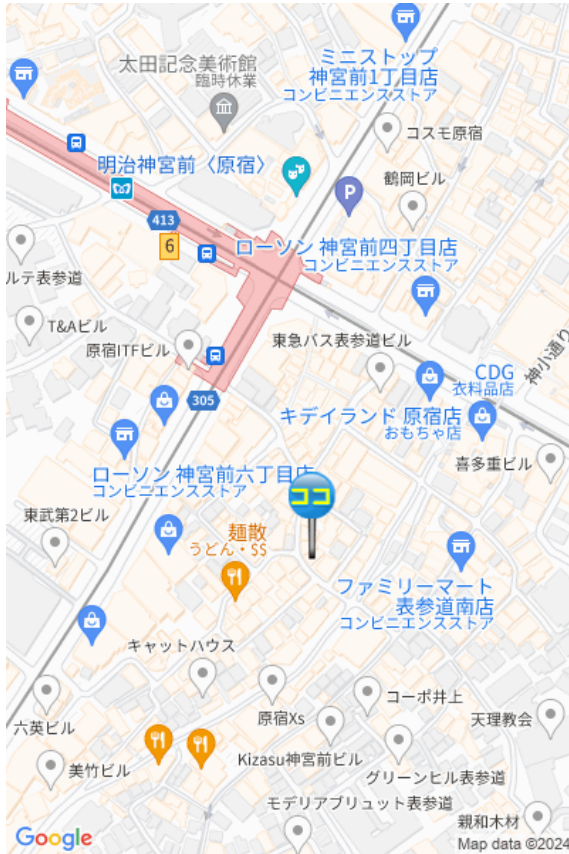 ミニストップ
神宮前1丁目店
コンビニエンスストア
太田記念美術館
臨時休業
コスモ原宿
明治神宮前〈原宿〉
鶴岡ビル
P
413
6
ローソン 神宮前四丁目店
コンビニエンスストア
ルテ表参道
T&Aビル
原宿ITFビル
東急バス表参道ビル
神小通り
CDG
衣料品店
305
キデイランド 原宿店
おもちゃ店
喜多重ビル
ローソン 神宮前六丁目店
コンビニエンスストア
ココ
東武第2ビル
麺散
うどん・$$
ファミリーマート
表参道南店
コンビニエンスストア
キャットハウス
六英ビル
原宿Xs
コーポ井上
天理教会
美竹ビル
Kizasu神宮前ビル
グリーンヒル表参道
モデリアブリュット表参道
親和木材
Google
Map data ©2024